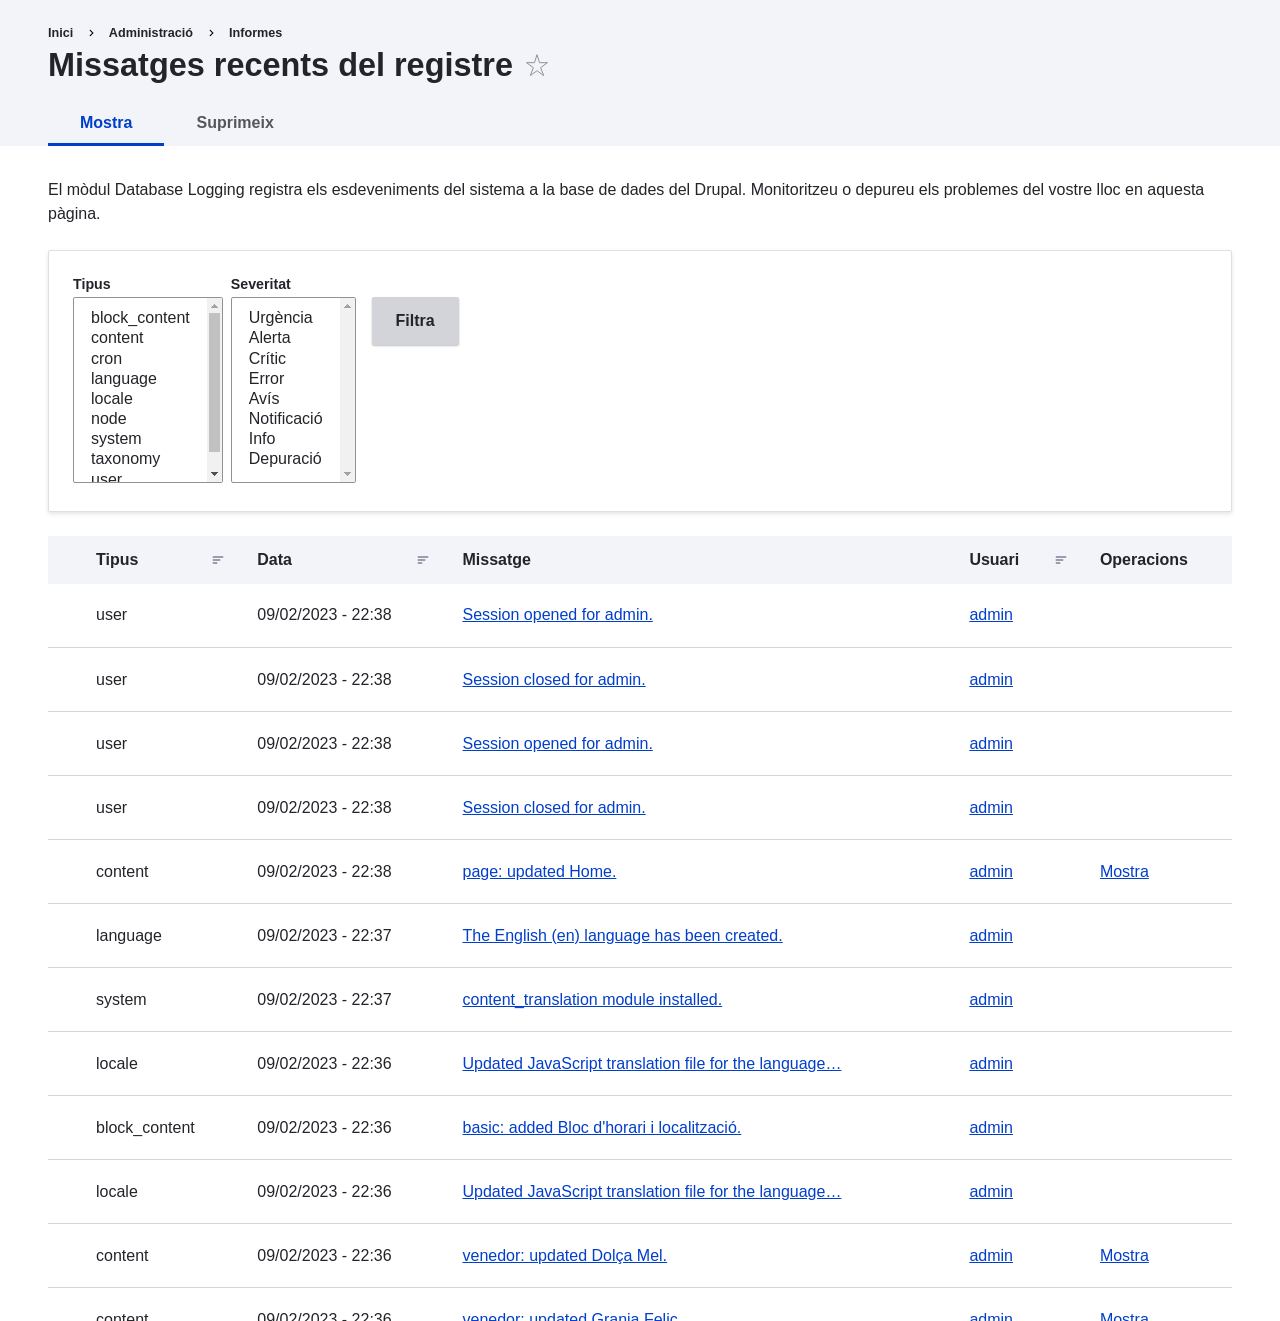 Inici › Administració › Informes
Missatges recents del registre ☆
Mostra Suprimeix
El mòdul Database Logging registra els esdeveniments del sistema a la base de dades del Drupal. Monitoritzeu o depureu els problemes del vostre lloc en aquesta
pàgina.
Tipus Severitat
block_content Urgència Filtra
content Alerta
cron Crític
language Error
locale Avís
node Notificació
system Info
taxonomy Depuració
user
Tipus Data Missatge Usuari Operacions
user 09/02/2023 - 22:38 Session opened for admin. admin
user 09/02/2023 - 22:38 Session closed for admin. admin
user 09/02/2023 - 22:38 Session opened for admin. admin
user 09/02/2023 - 22:38 Session closed for admin. admin
content 09/02/2023 - 22:38 page: updated Home. admin Mostra
language 09/02/2023 - 22:37 The English (en) language has been created. admin
system 09/02/2023 - 22:37 content_translation module installed. admin
locale 09/02/2023 - 22:36 Updated JavaScript translation file for the language… admin
block_content 09/02/2023 - 22:36 basic: added Bloc d'horari i localització. admin
locale 09/02/2023 - 22:36 Updated JavaScript translation file for the language… admin
content 09/02/2023 - 22:36 venedor: updated Dolça Mel. admin Mostra
content 09/02/2023 - 22:36 venedor: updated Granja Feliç. admin Mostra